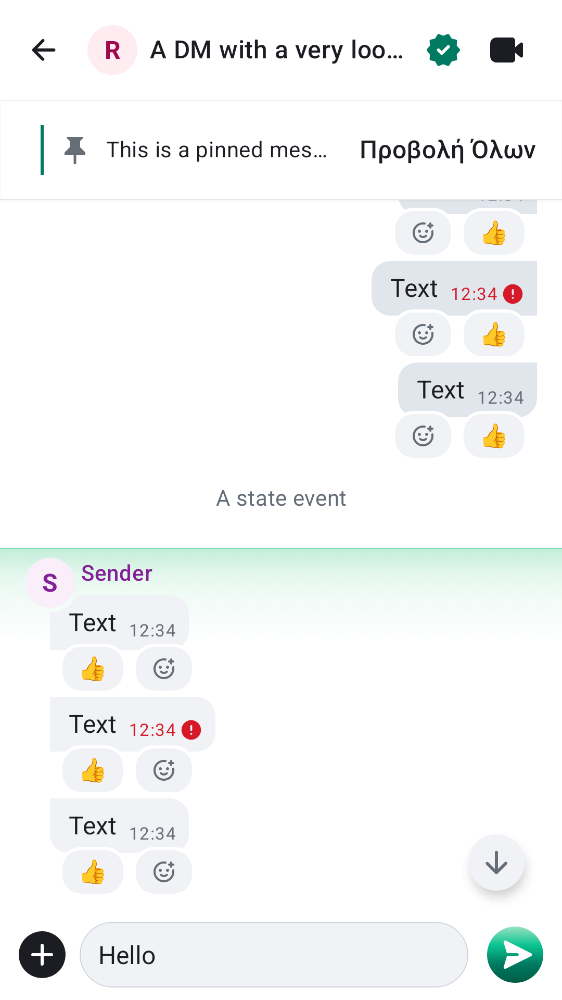 R
A DM with a very loo…
This is a pinned mes…
Προβολή Όλων
Text 12:34
Text 12:34
A state event
S
Sender
Text 12:34
Text 12:34
Text 12:34
Hello